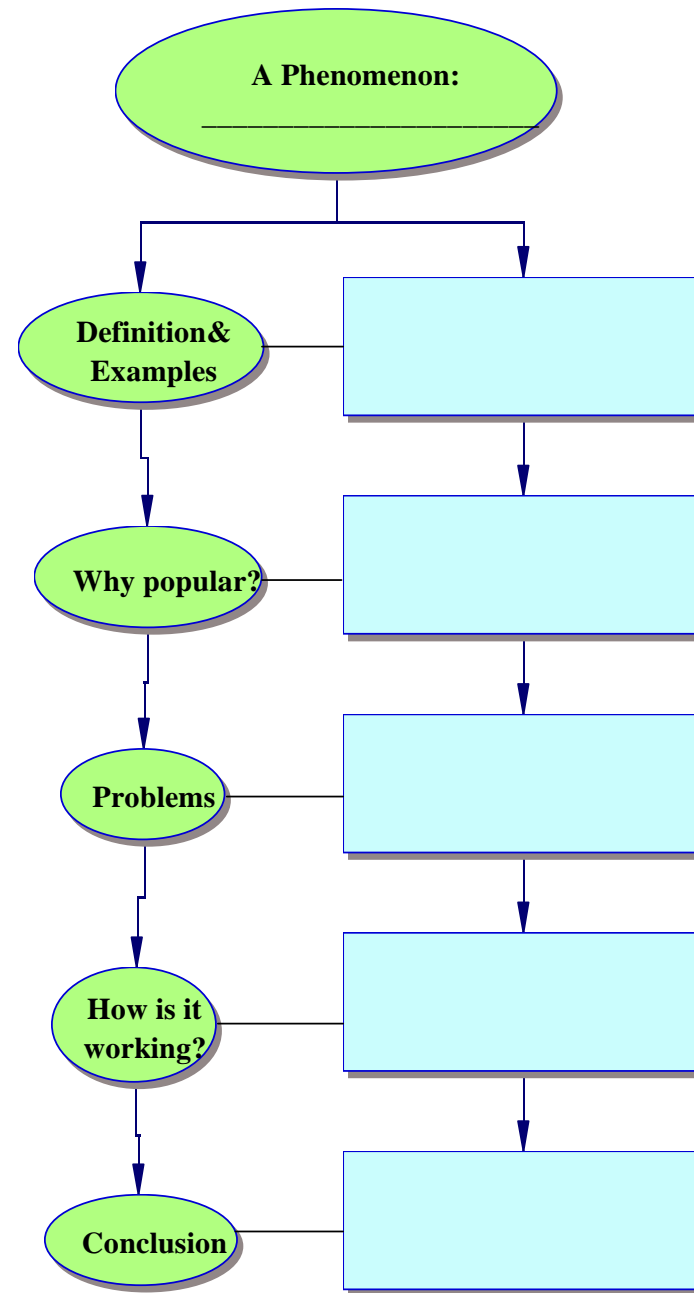 A Phenomenon:
________________________
Definition&
Examples
Why popular?
Problems
How is it
working?
Conclusion